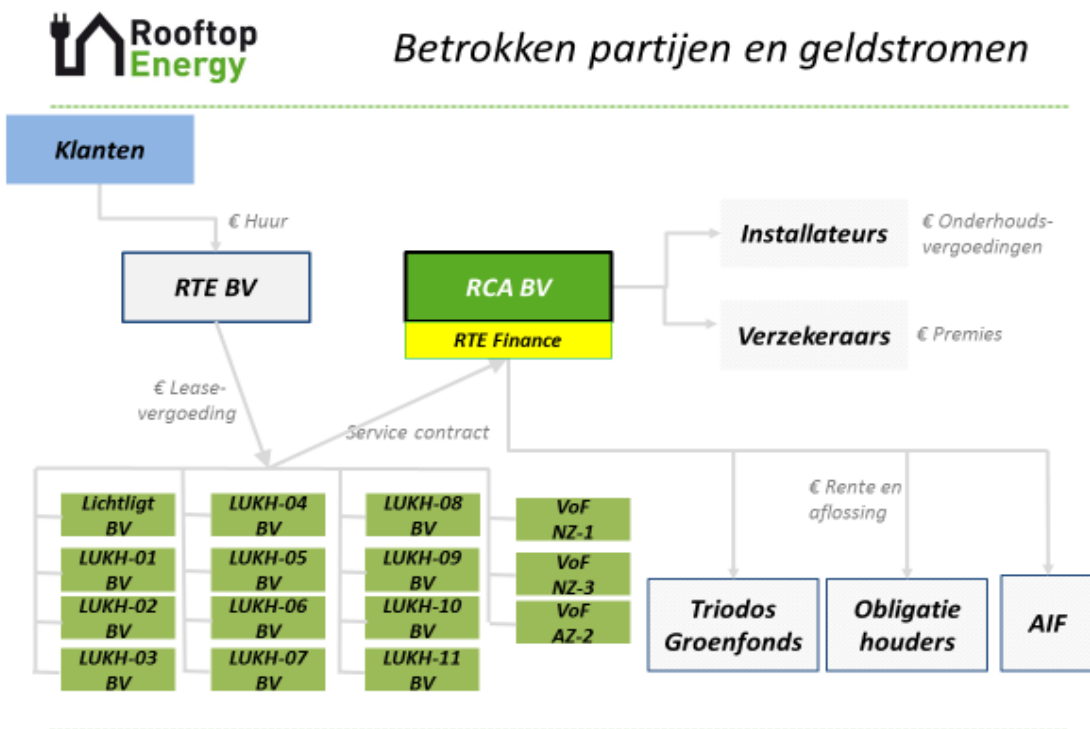 Rooftop
Energy
Betrokken partijen en geldstromen
Klanten
€ Huur
RTE BV
RCA BV
RTE Finance
Installateurs
€ Onderhouds-
vergoedingen
Verzekeraars
€ Premies
€ Lease-
vergoeding
Service contract
Lichtligt
BV
LUKH-01
BV
LUKH-02
BV
LUKH-03
BV
LUKH-04
BV
LUKH-05
BV
LUKH-06
BV
LUKH-07
BV
LUKH-08
BV
LUKH-09
BV
LUKH-10
BV
LUKH-11
BV
VoF
NZ-1
VoF
NZ-3
VoF
AZ-2
€ Rente en
aflossing
Triodos
Groenfonds
Obligatie
houders
AIF